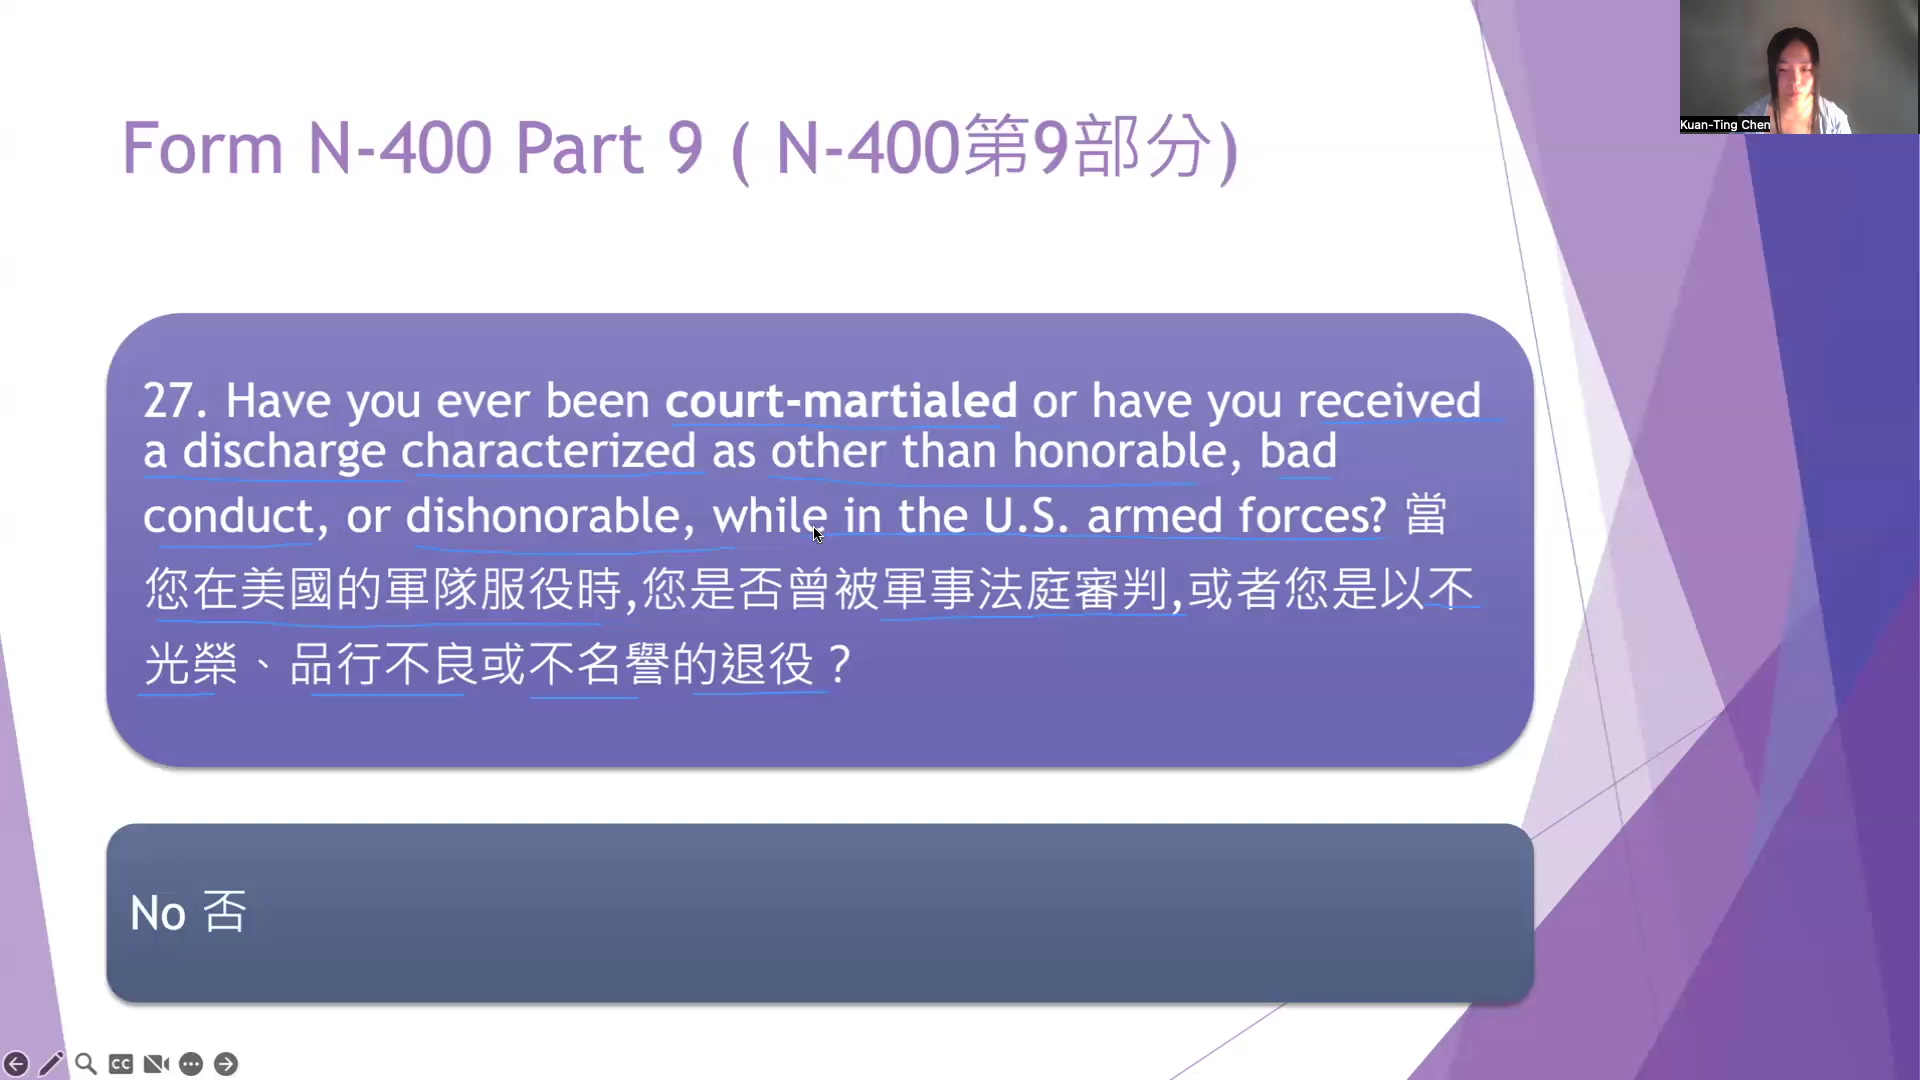 Kuan-Ting Chen
Form N-400 Part 9 ( N-400第9部分)
27. Have you ever been court-martialed or have you received
a discharge characterized as other than honorable, bad
conduct, or dishonorable, while in the U.S. armed forces? 當
您在美國的軍隊服役時,您是否曾被軍事法庭審判,或者您是以不
光榮、品行不良或不名譽的退役？
No 否
CC